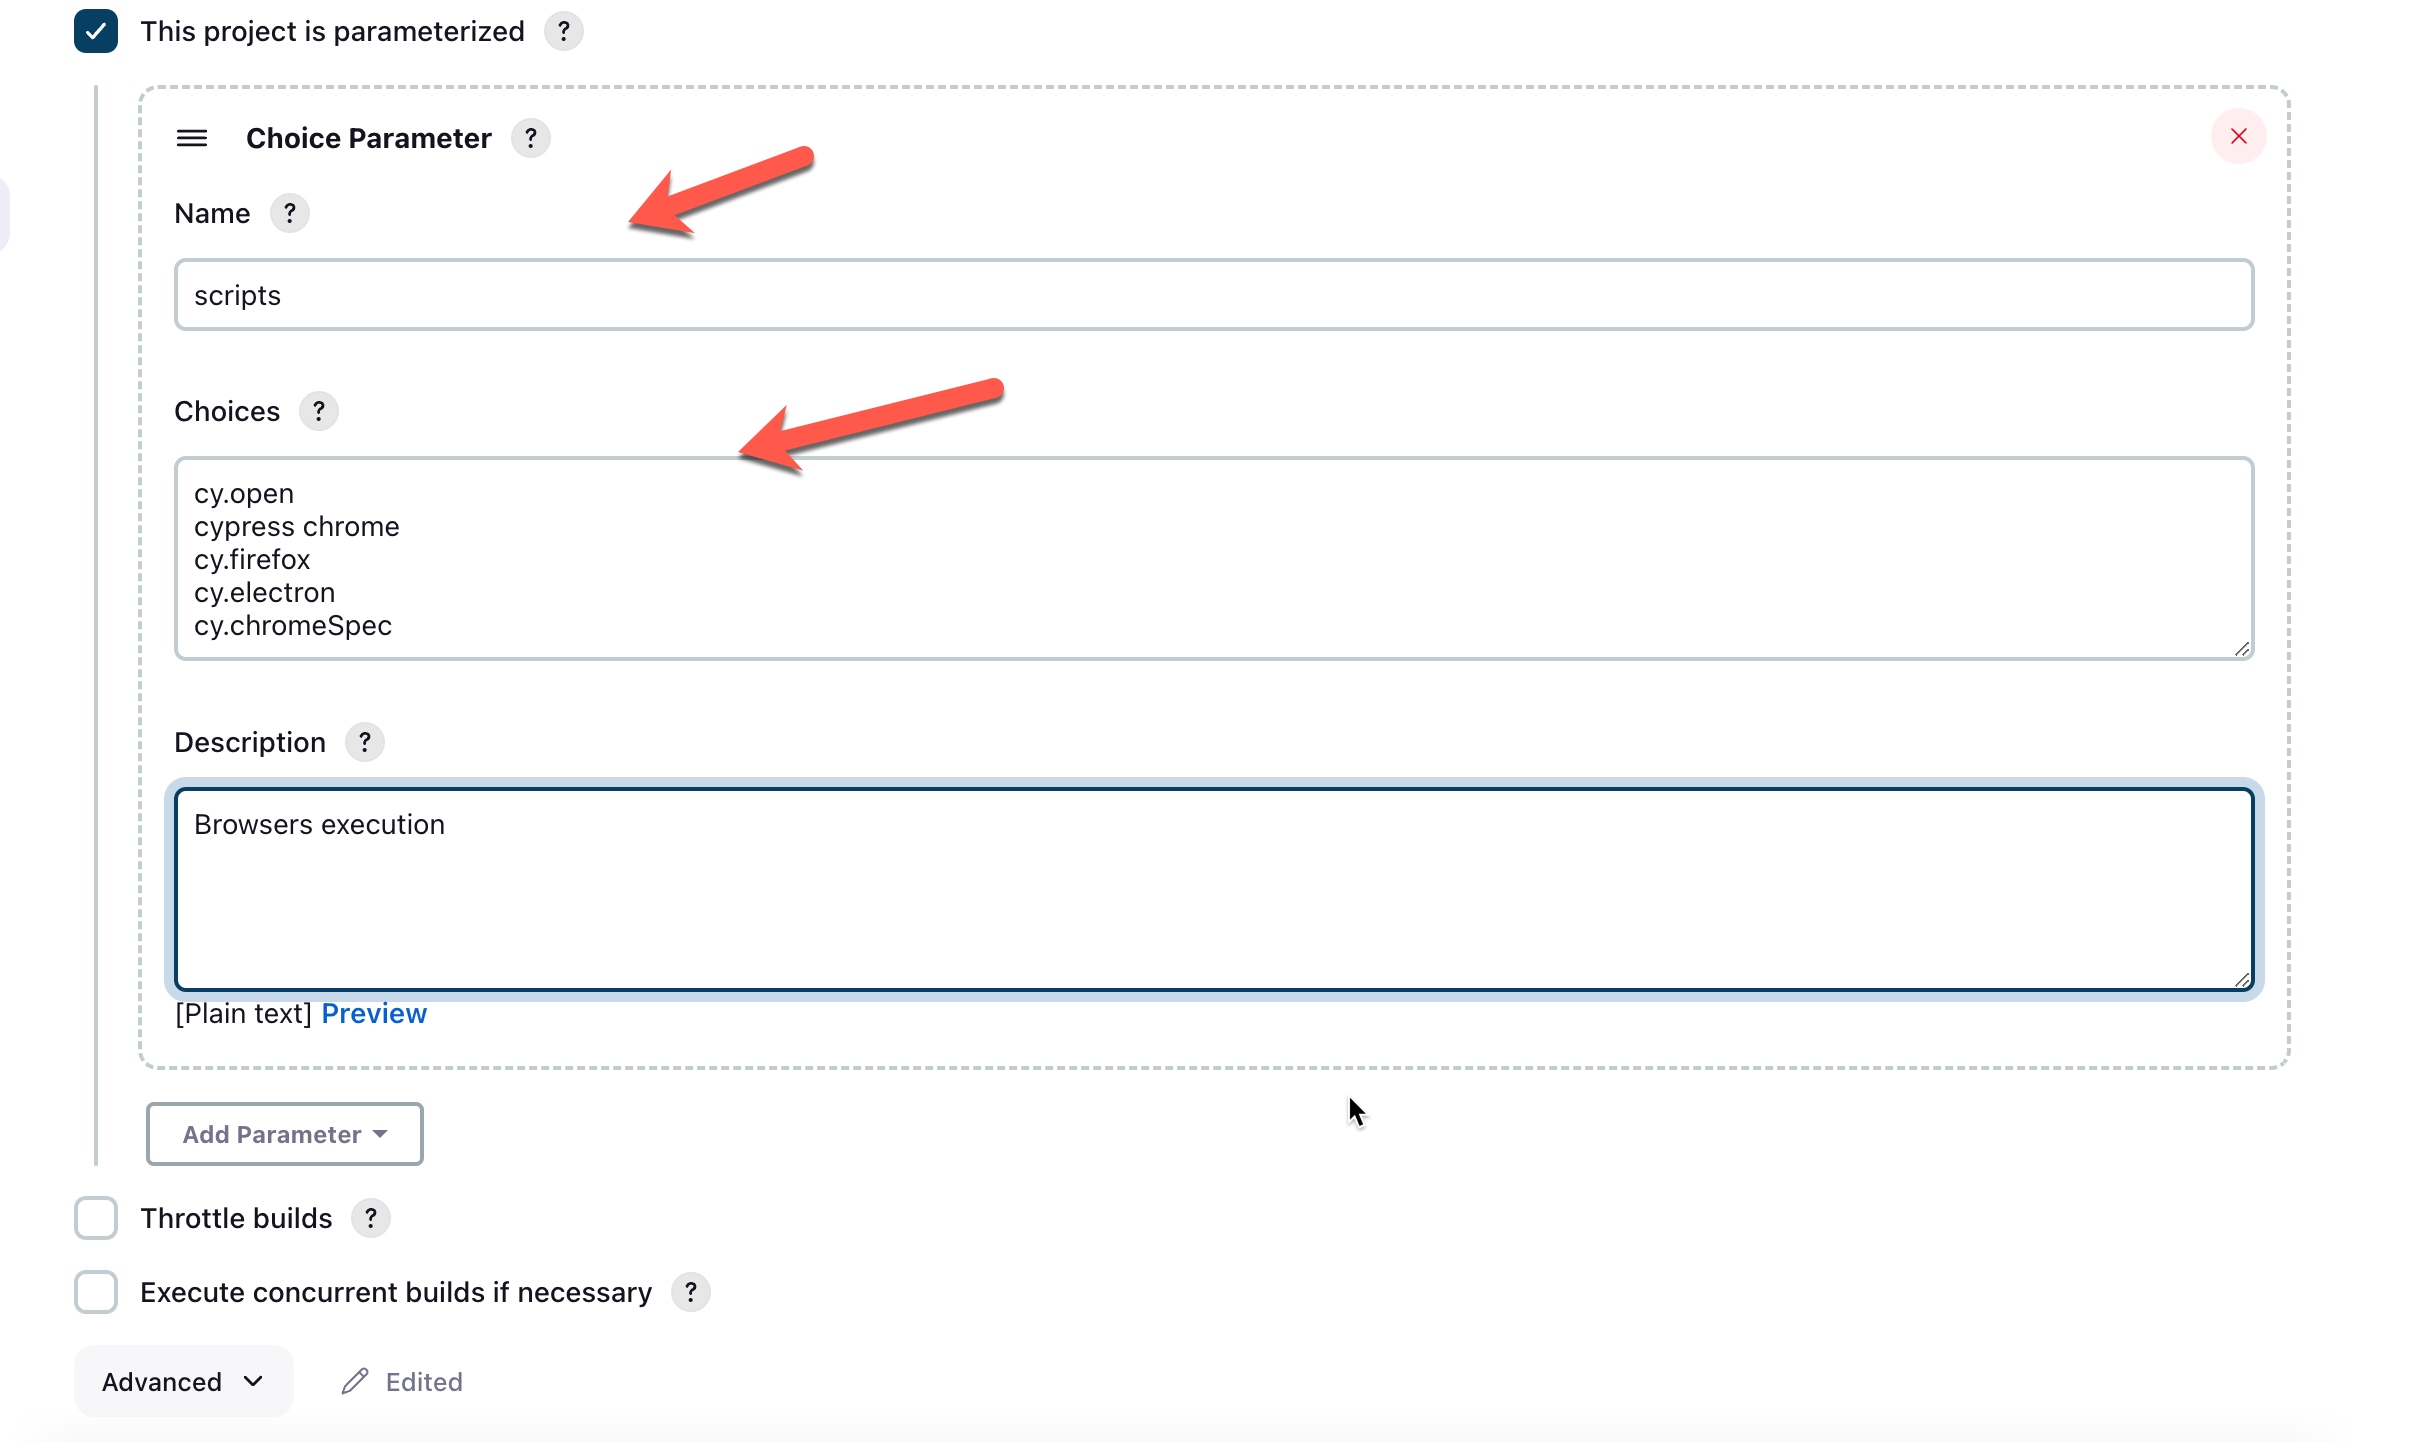 This project is parameterized ?
Choice Parameter ?
Name ?
scripts
Choices ?
cy.open
cypress chrome
cy.firefox
cy.electron
cy.chromeSpec
Description ?
Browsers execution
[Plain text] Preview
Add Parameter
Throttle builds ?
Execute concurrent builds if necessary ?
Advanced Edited